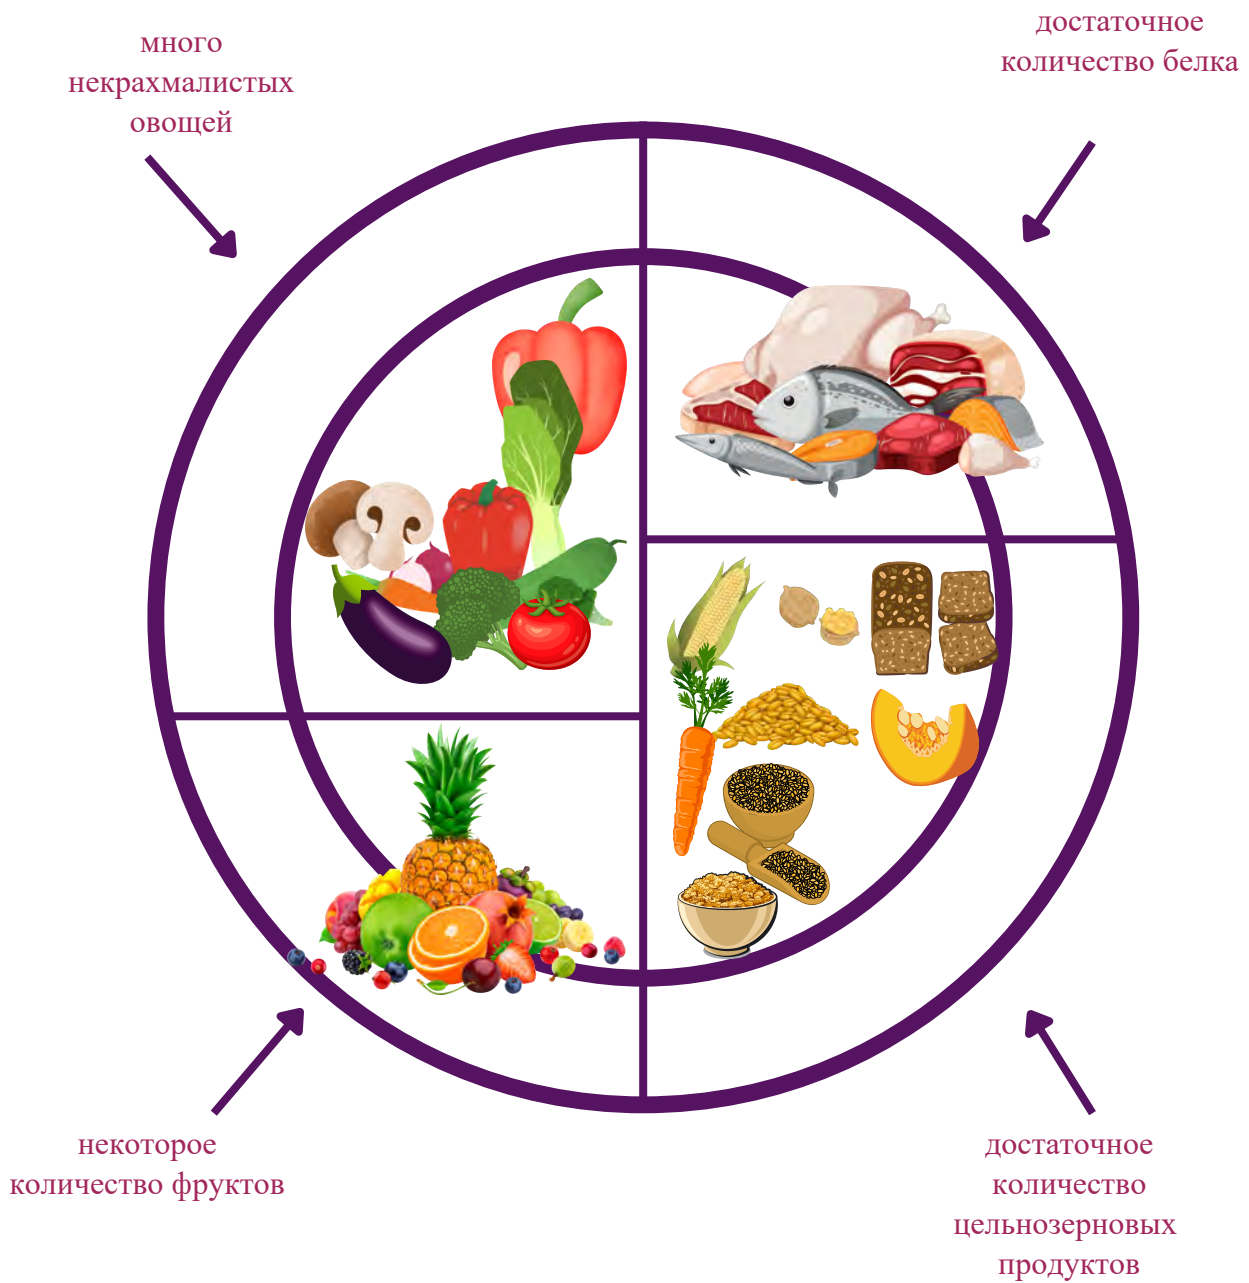 много
некрахмалистых
овощей
достаточное
количество белка
некоторое
количество фруктов
достаточное
количество
цельнозерновых
продуктов